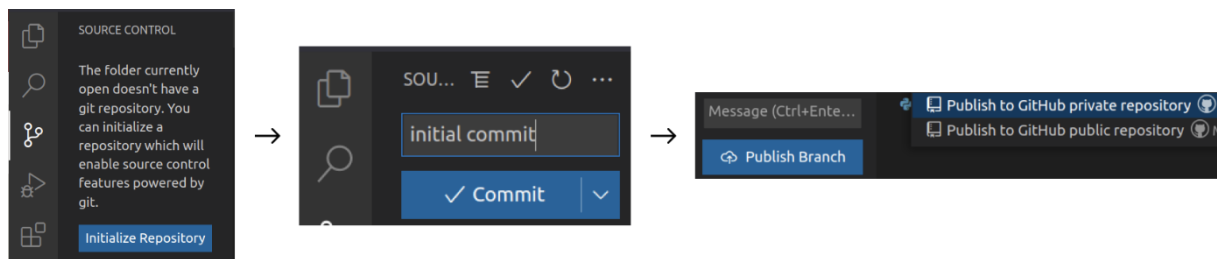 SOURCE CONTROL
The folder currently
open doesn't have a
git repository. You
can initialize a
repository which will
enable source control
features powered by
git.
Initialize Repository
→
SOU...
initial commit
Commit
→
Message (Ctrl+Ente...
Publish Branch
Publish to GitHub private repository
Publish to GitHub public repository